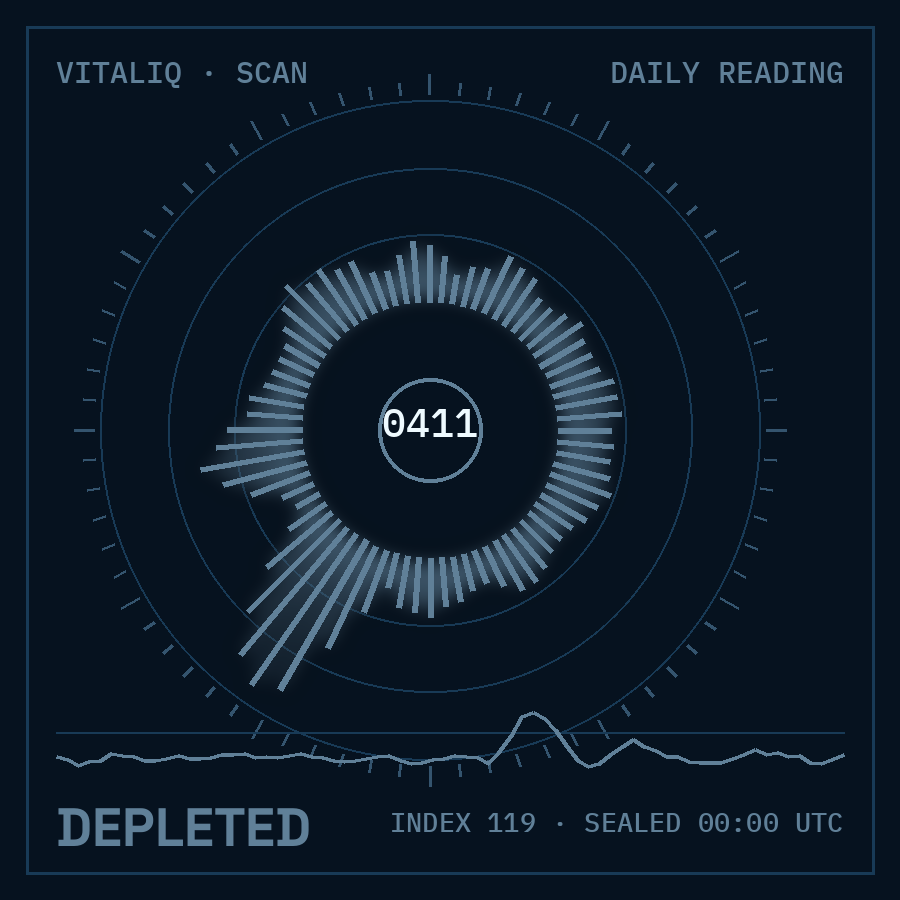 VITALIQ · SCAN
DAILY READING
0411
DEPLETED
INDEX 119 · SEALED 00:00 UTC